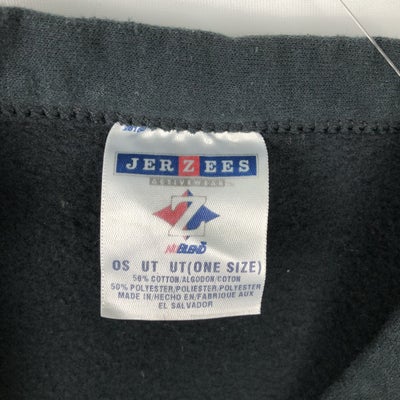 JERZEES
ACTIVEWEAR
Z
NUBLEND
OS UT UT(ONE SIZE)
50% COTTON/ALGODON/COTON
50% POLYESTER/POLIESTER/POLYESTER
MADE IN/HECHO EN/FABRIQUE AUX
EL SALVADOR